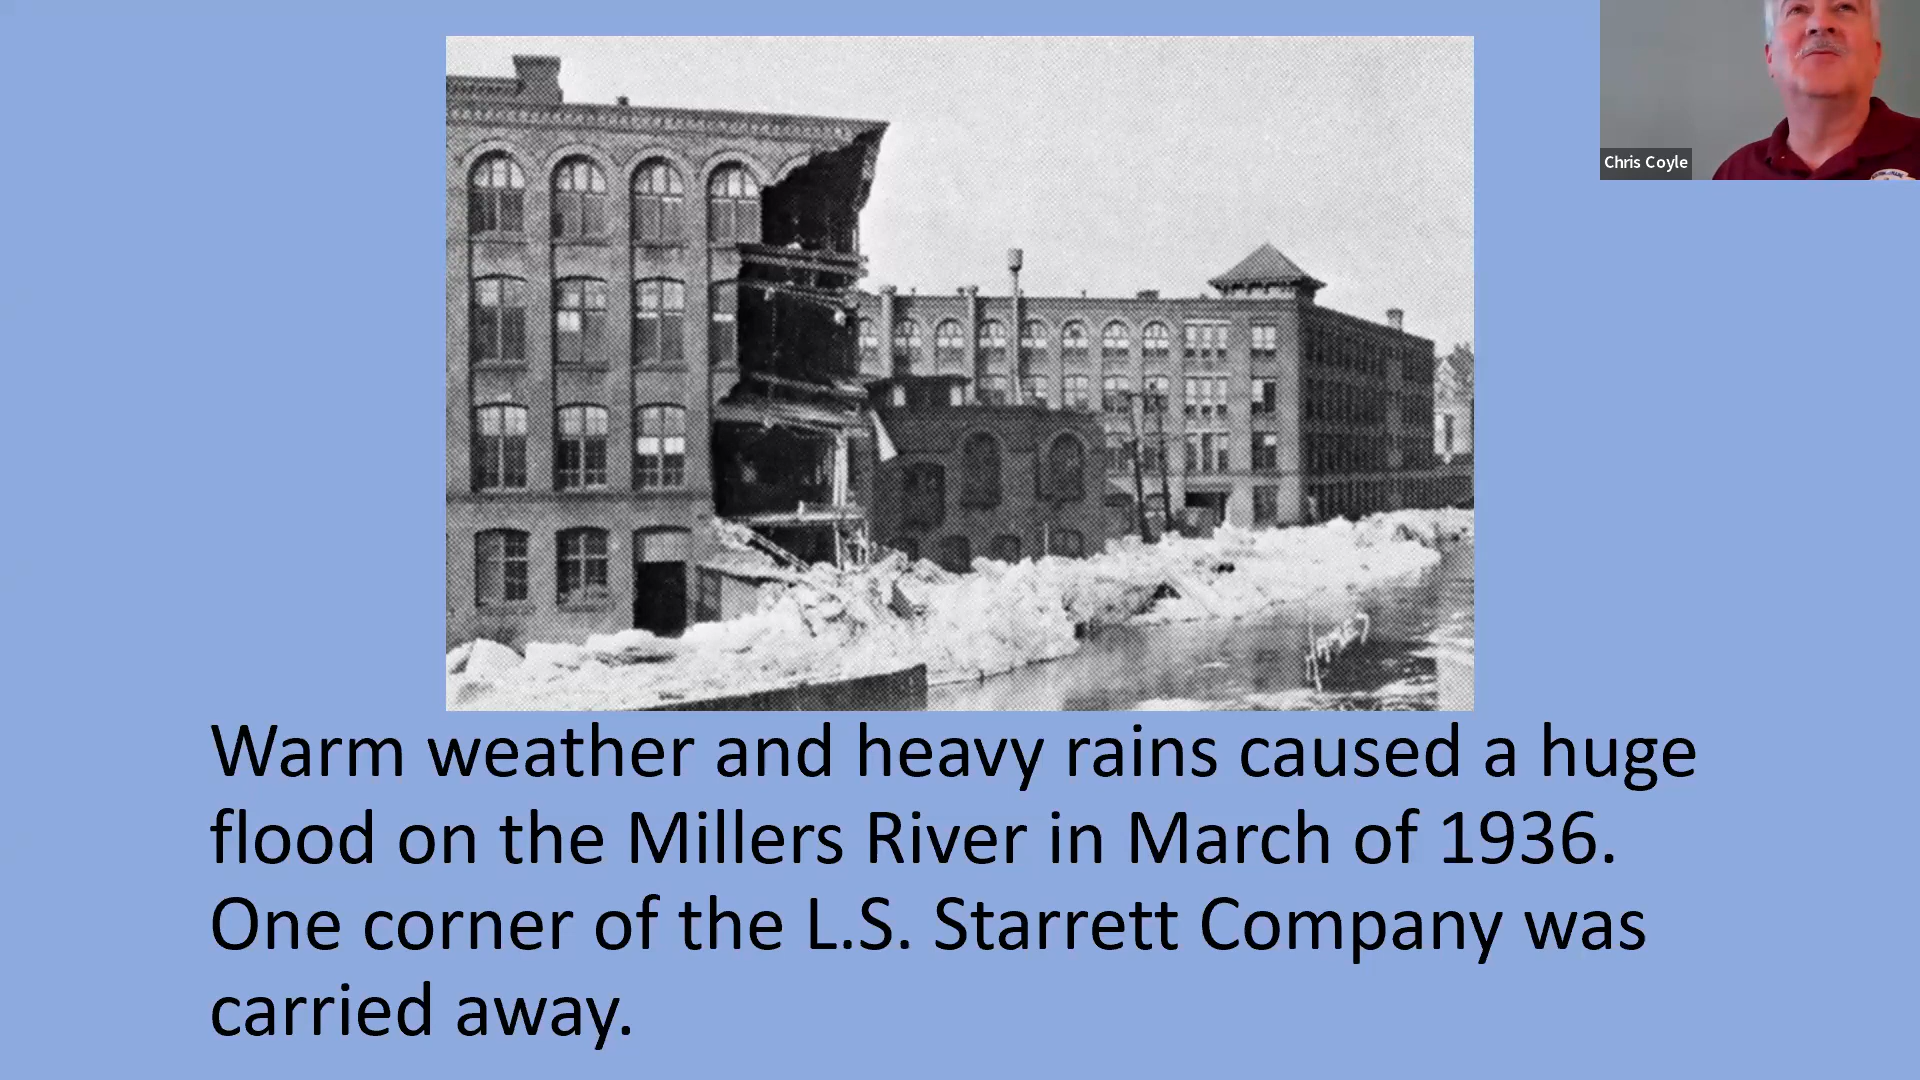 Chris Coyle
Warm weather and heavy rains caused a huge
flood on the Millers River in March of 1936.
One corner of the L.S. Starrett Company was
carried away.